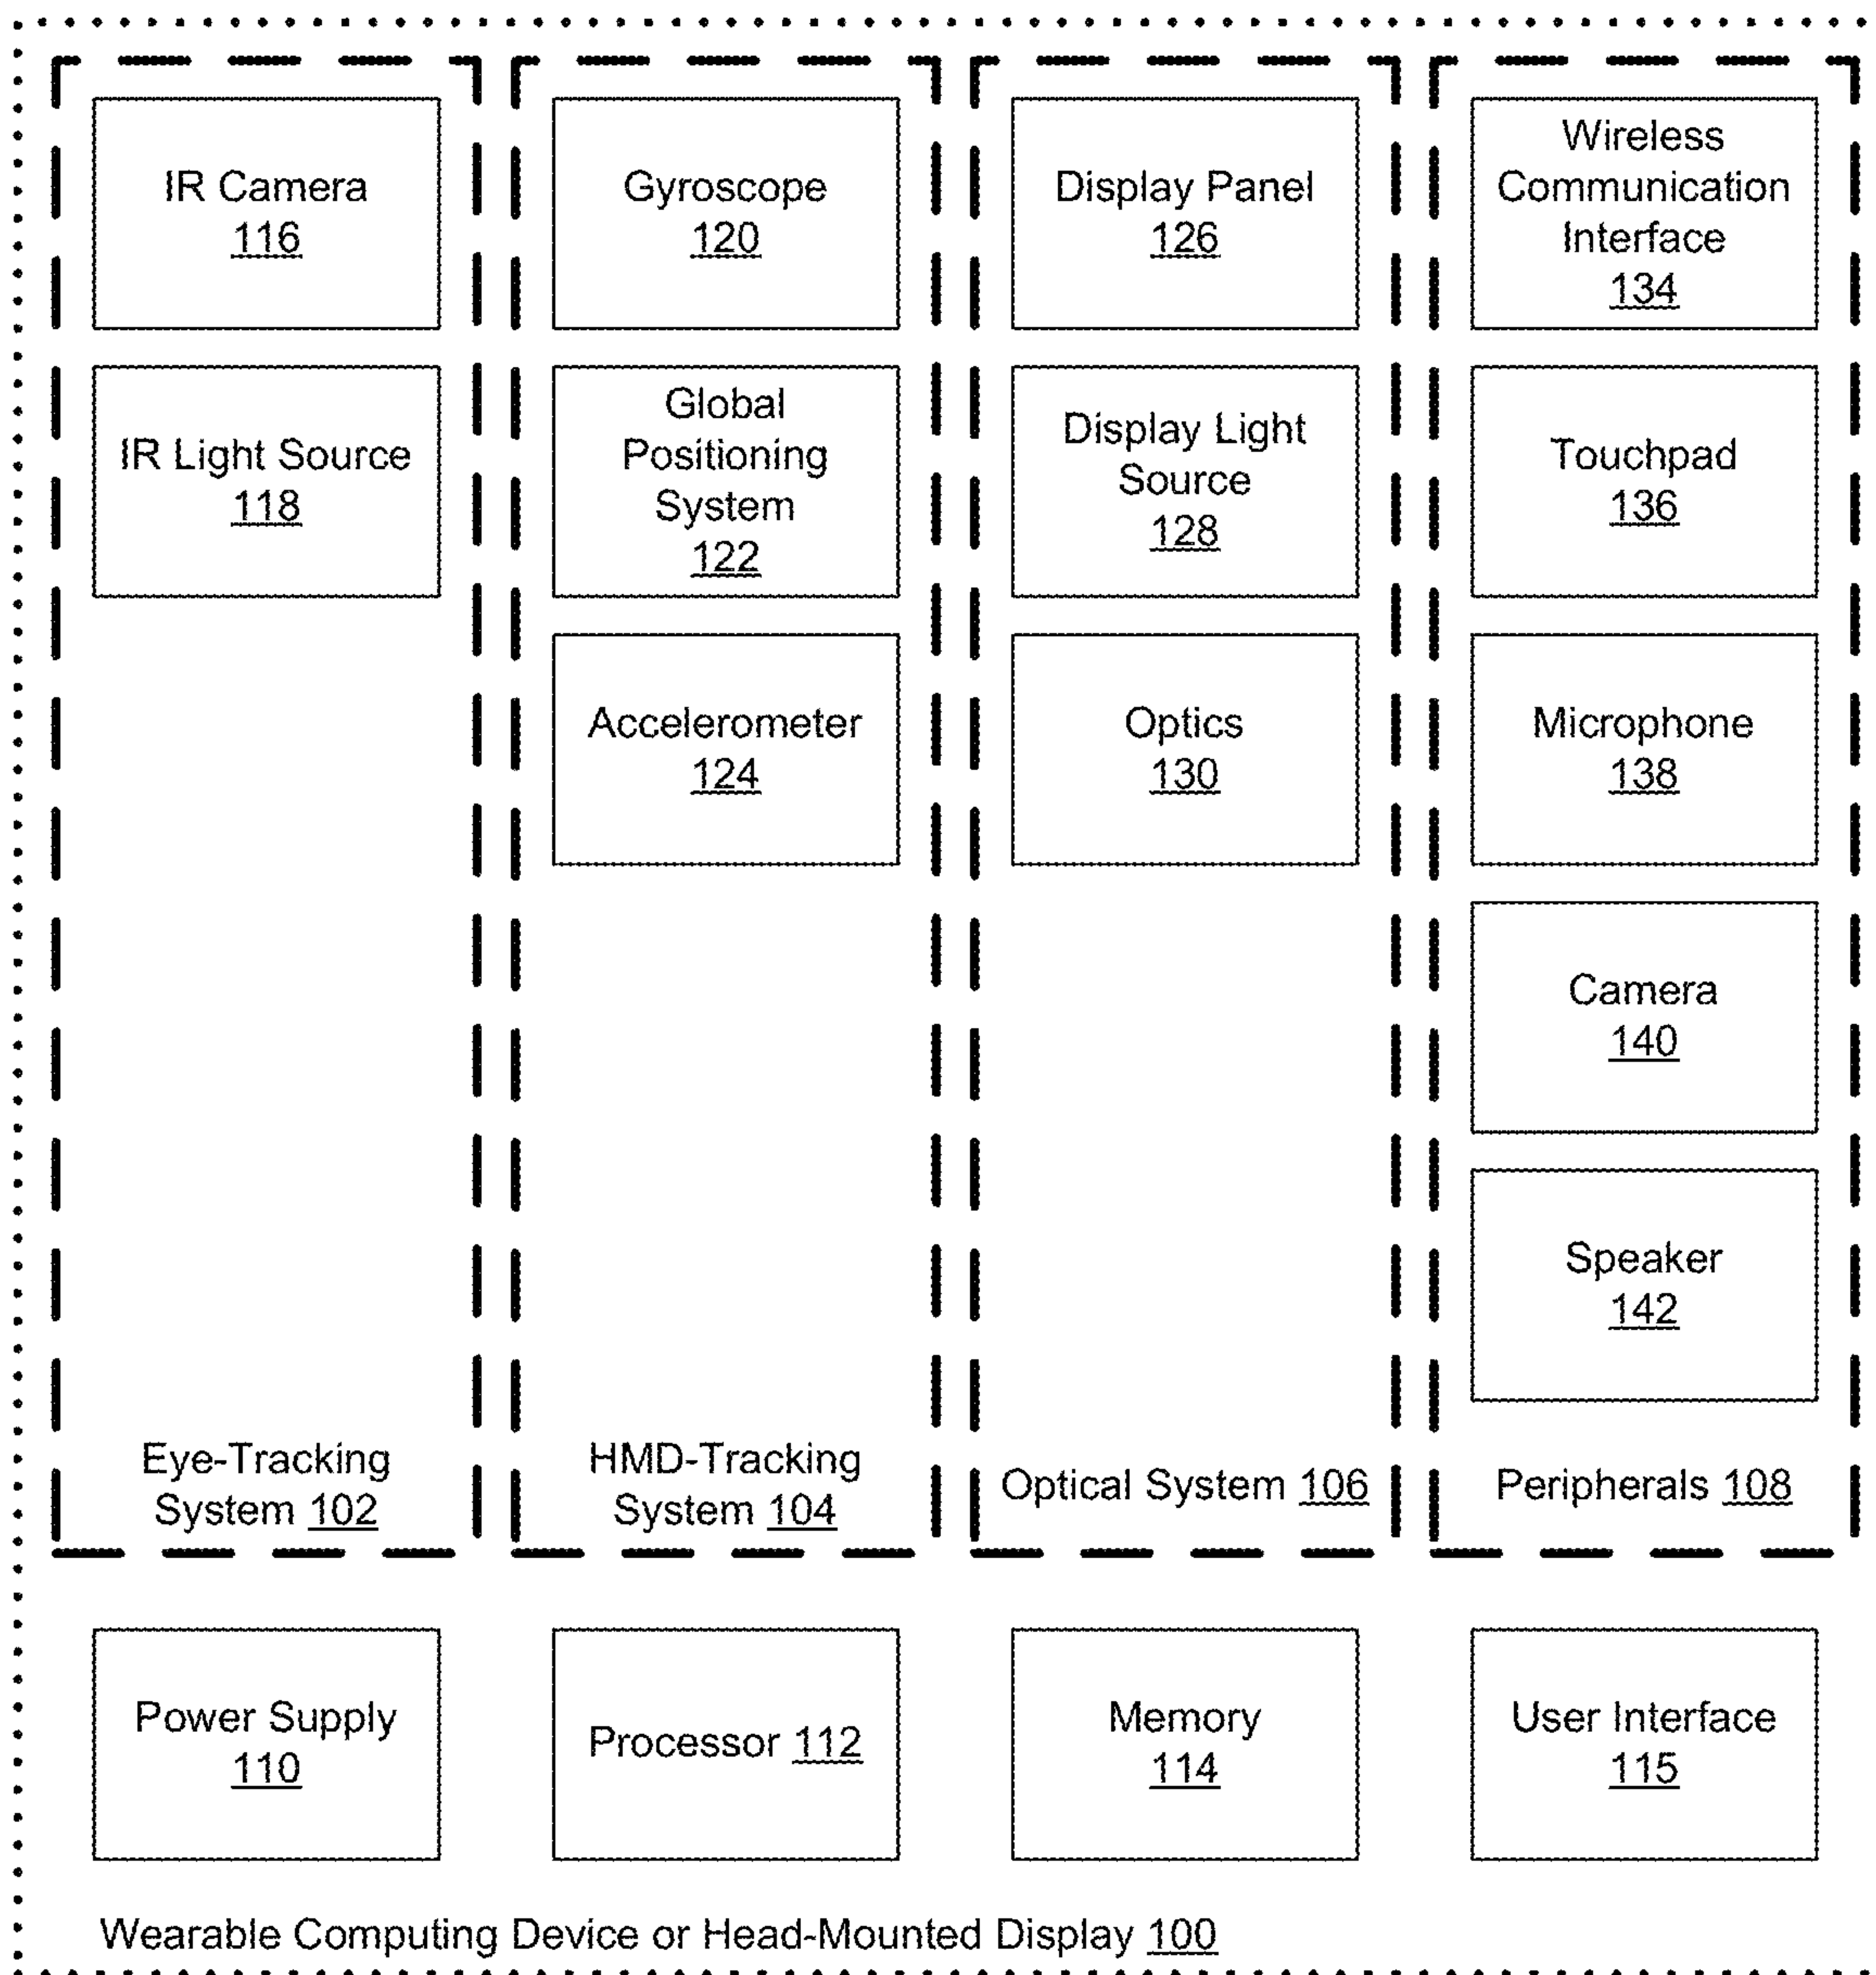 IR Camera
116
IR Light Source
118
Eye-Tracking
System 102
Gyroscope
120
Global
Positioning
System
122
Accelerometer
124
HMD-Tracking
System 104
Display Panel
126
Display Light
Source
128
Optics
130
Optical System 106
Wireless
Communication
Interface
134
Touchpad
136
Microphone
138
Camera
140
Speaker
142
Peripherals 108
Power Supply
110
Processor 112
Memory
114
User Interface
115
Wearable Computing Device or Head-Mounted Display 100